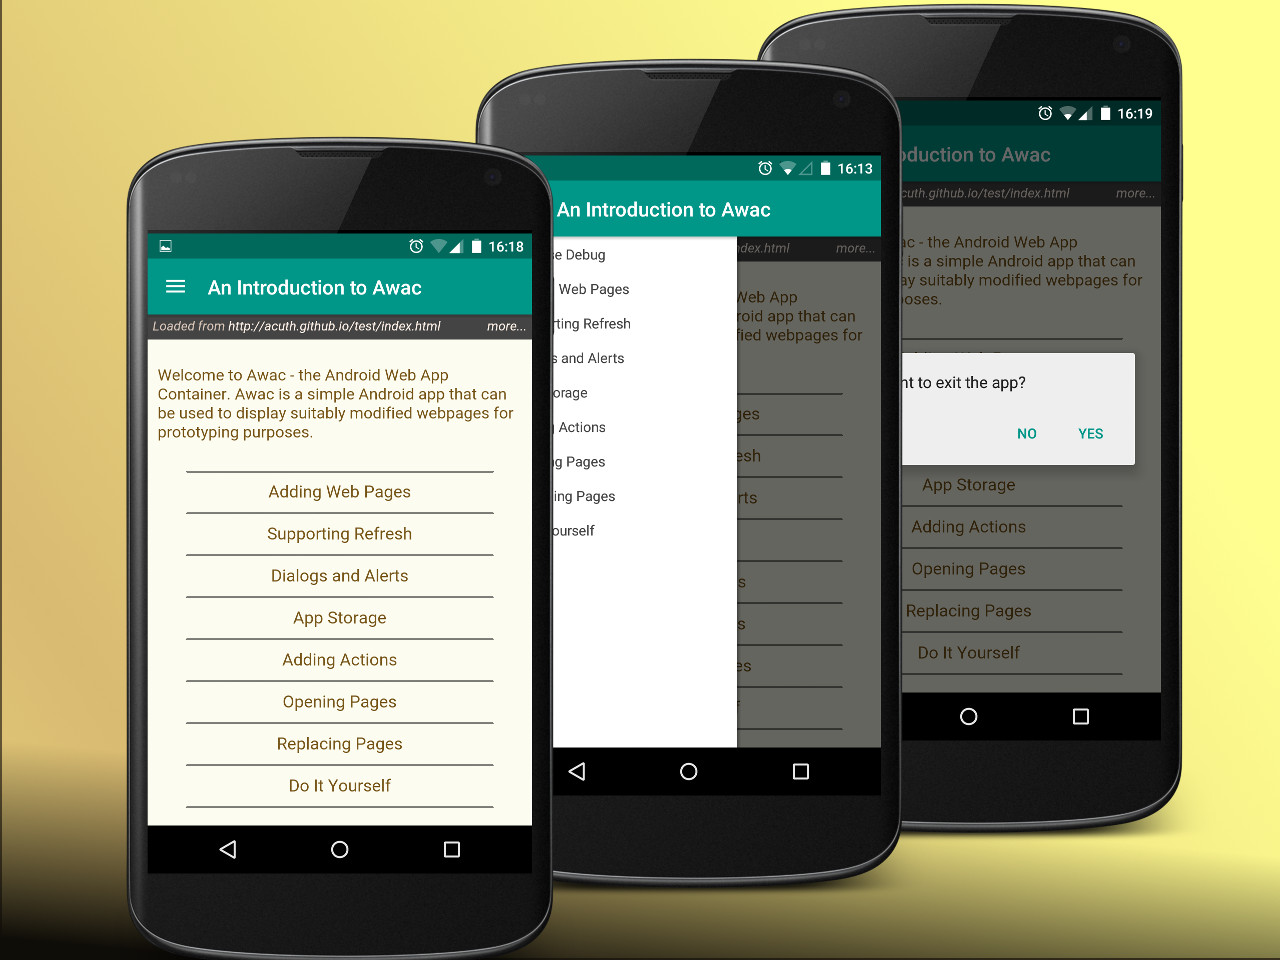 16:18
An Introduction to Awac
Loaded from http://acuth.github.io/test/index.html more...
Welcome to Awac - the Android Web App
Container. Awac is a simple Android app that can
be used to display suitably modified webpages for
prototyping purposes.
Adding Web Pages
Supporting Refresh
Dialogs and Alerts
App Storage
Adding Actions
Opening Pages
Replacing Pages
Do It Yourself
16:13
An Introduction to Awac
ndex.html more...
se Debug
Web Pages
rting Refresh
s and Alerts
orage
Actions
ng Pages
ing Pages
ourself
Web App
roid app that can
fied webpages for
ges
esh
rts
s
s
es
16:19
oduction to Awac
cuth.github.io/test/index.html more...
ac - the Android Web App
is a simple Android app that can
ay suitably modified webpages for
poses.
nt to exit the app?
NO YES
App Storage
Adding Actions
Opening Pages
Replacing Pages
Do It Yourself